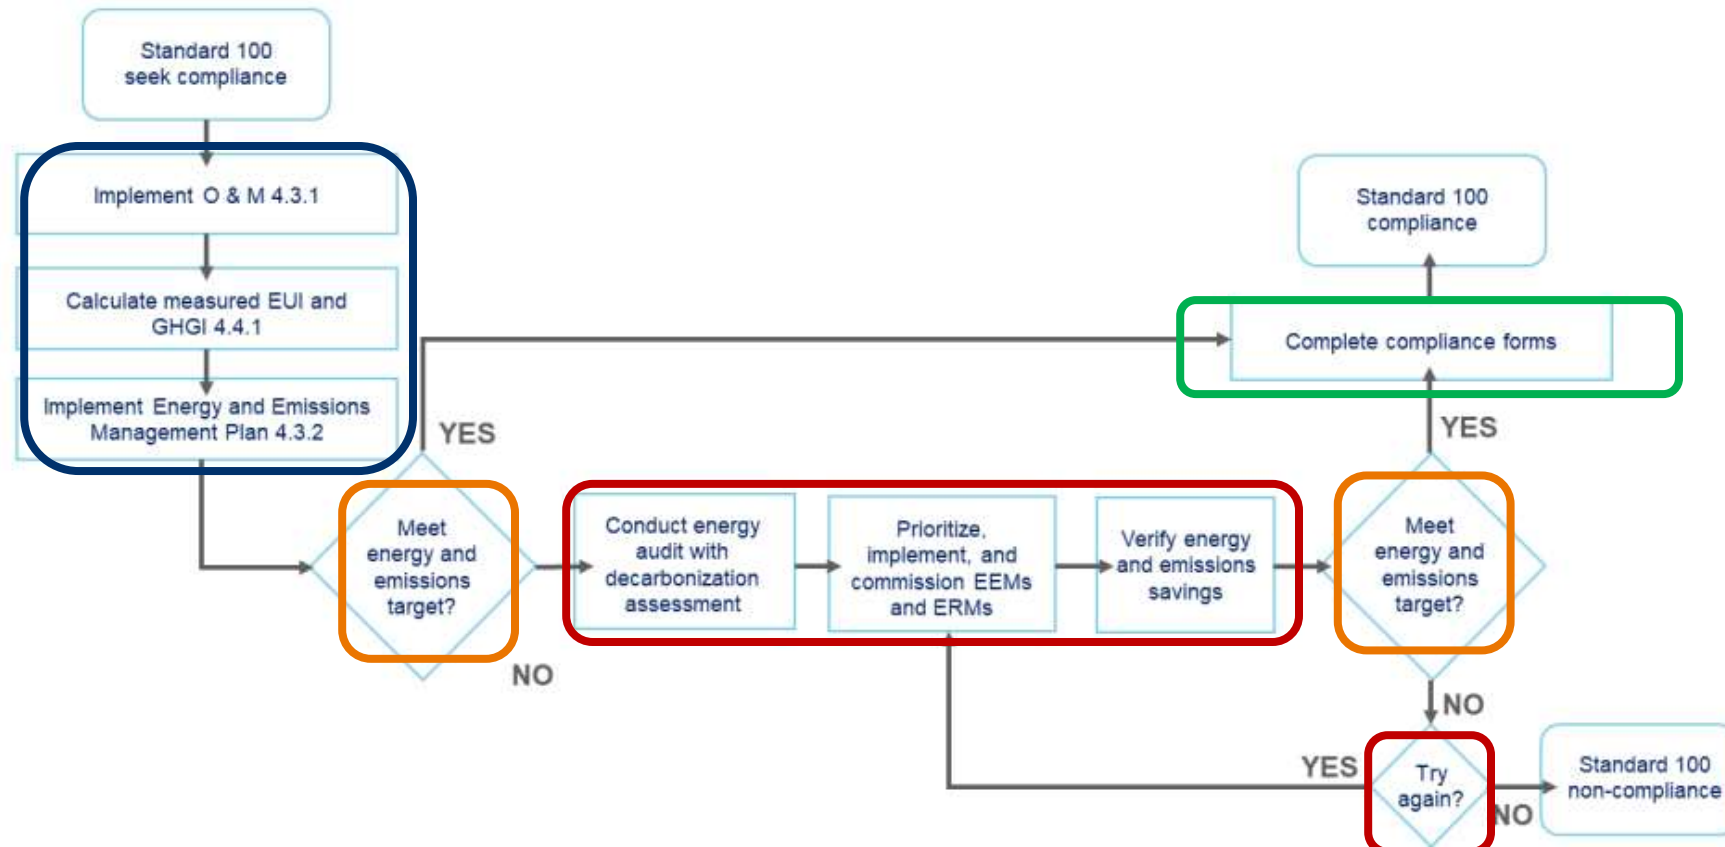 Standard 100
seek compliance
Implement O & M 4.3.1
Calculate measured EUI and
GHGI 4.4.1
Implement Energy and Emissions
Management Plan 4.3.2
YES
Meet
energy and
emissions
target?
NO
Conduct energy
audit with
decarbonization
assessment
Prioritize,
implement, and
commission EEMs
and ERMs
Verify energy
and emissions
savings
Meet
energy and
emissions
target?
YES
Complete compliance forms
Standard 100
compliance
NO
Try
again?
YES
NO
Standard 100
non-compliance